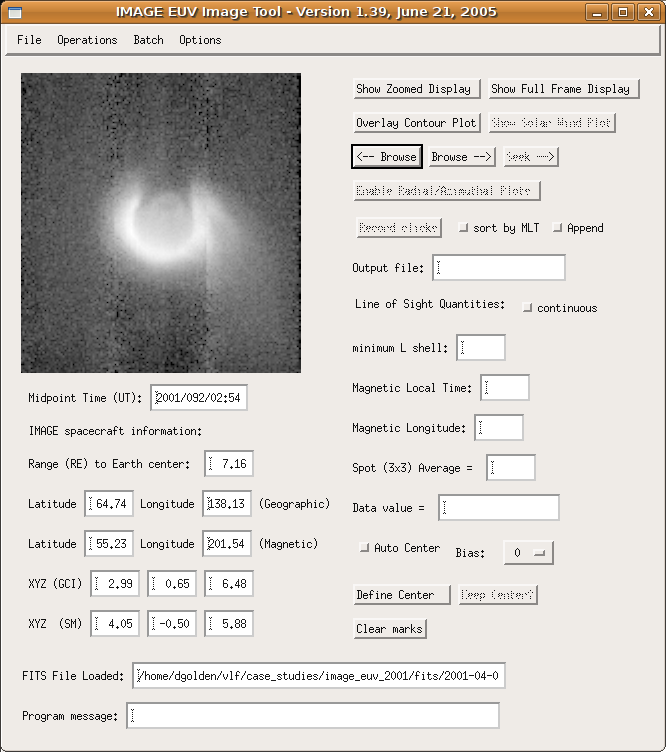 IMAGE EUV Image Tool - Version 1.39, June 21, 2005
File Operations Batch Options
Show Zoomed Display Show Full Frame Display
Overlay Contour Plot Show Solar Wind Plot
<-- Browse Browse --> Seek -->
Enable Radial/Azimuthal Plots
Record clicks sort by MLT Append
Output file:
Line of Sight Quantities: continuous
minimum L shell:
Magnetic Local Time:
Magnetic Longitude:
Spot (3x3) Average =
Data value =
Auto Center Bias: 0
Define Center Keep Center?
Clear marks
Midpoint Time (UT): 2001/092/02:54
IMAGE spacecraft information:
Range (RE) to Earth center: 7.16
Latitude 64.74 Longitude 138.13 (Geographic)
Latitude 55.23 Longitude 201.54 (Magnetic)
XYZ (GCI) 2.99 0.65 6.48
XYZ (SM) 4.05 -0.50 5.88
FITS File Loaded: /home/dgolden/vlf/case_studies/image_euv_2001/fits/2001-04-0
Program message: